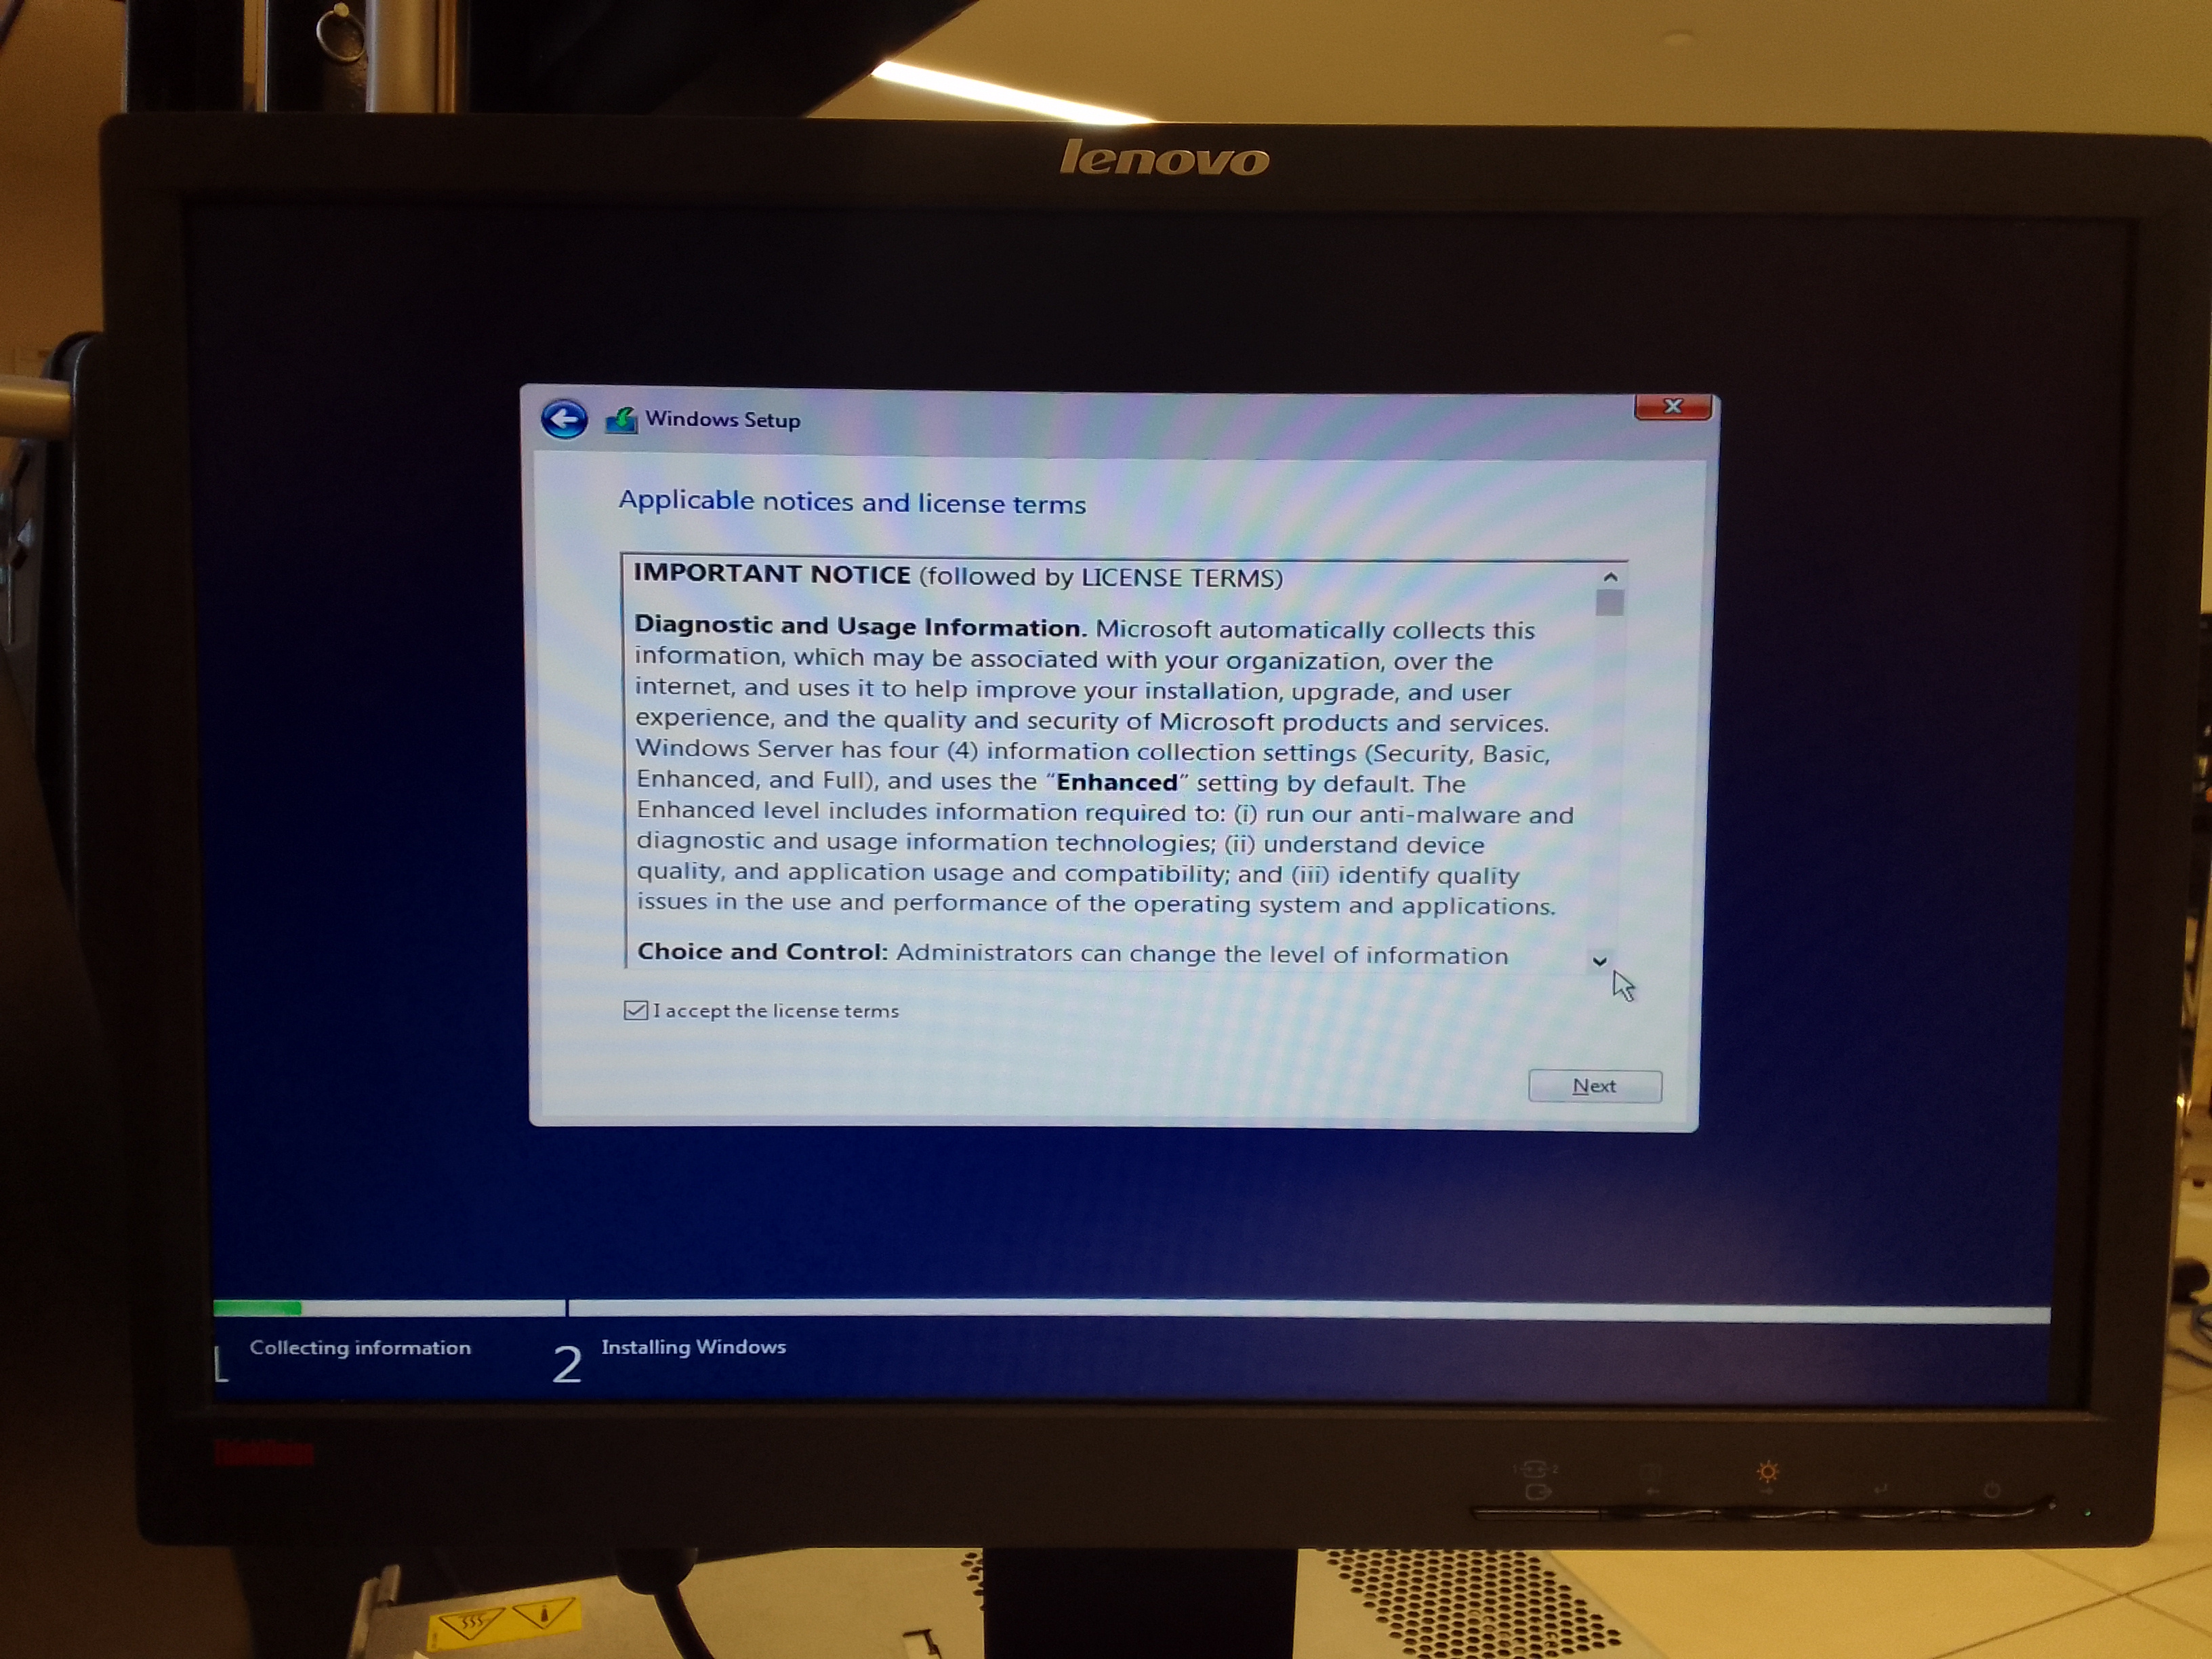 lenovo
Windows Setup
Applicable notices and license terms
IMPORTANT NOTICE (followed by LICENSE TERMS)
Diagnostic and Usage Information. Microsoft automatically collects this
information, which may be associated with your organization, over the
internet, and uses it to help improve your installation, upgrade, and user
experience, and the quality and security of Microsoft products and services.
Windows Server has four (4) information collection settings (Security, Basic,
Enhanced, and Full), and uses the “Enhanced” setting by default. The
Enhanced level includes information required to: (i) run our anti-malware and
diagnostic and usage information technologies; (ii) understand device
quality, and application usage and compatibility; and (iii) identify quality
issues in the use and performance of the operating system and applications.
Choice and Control: Administrators can change the level of information
I accept the license terms
Next
1 Collecting information
2 Installing Windows
ThinkVision